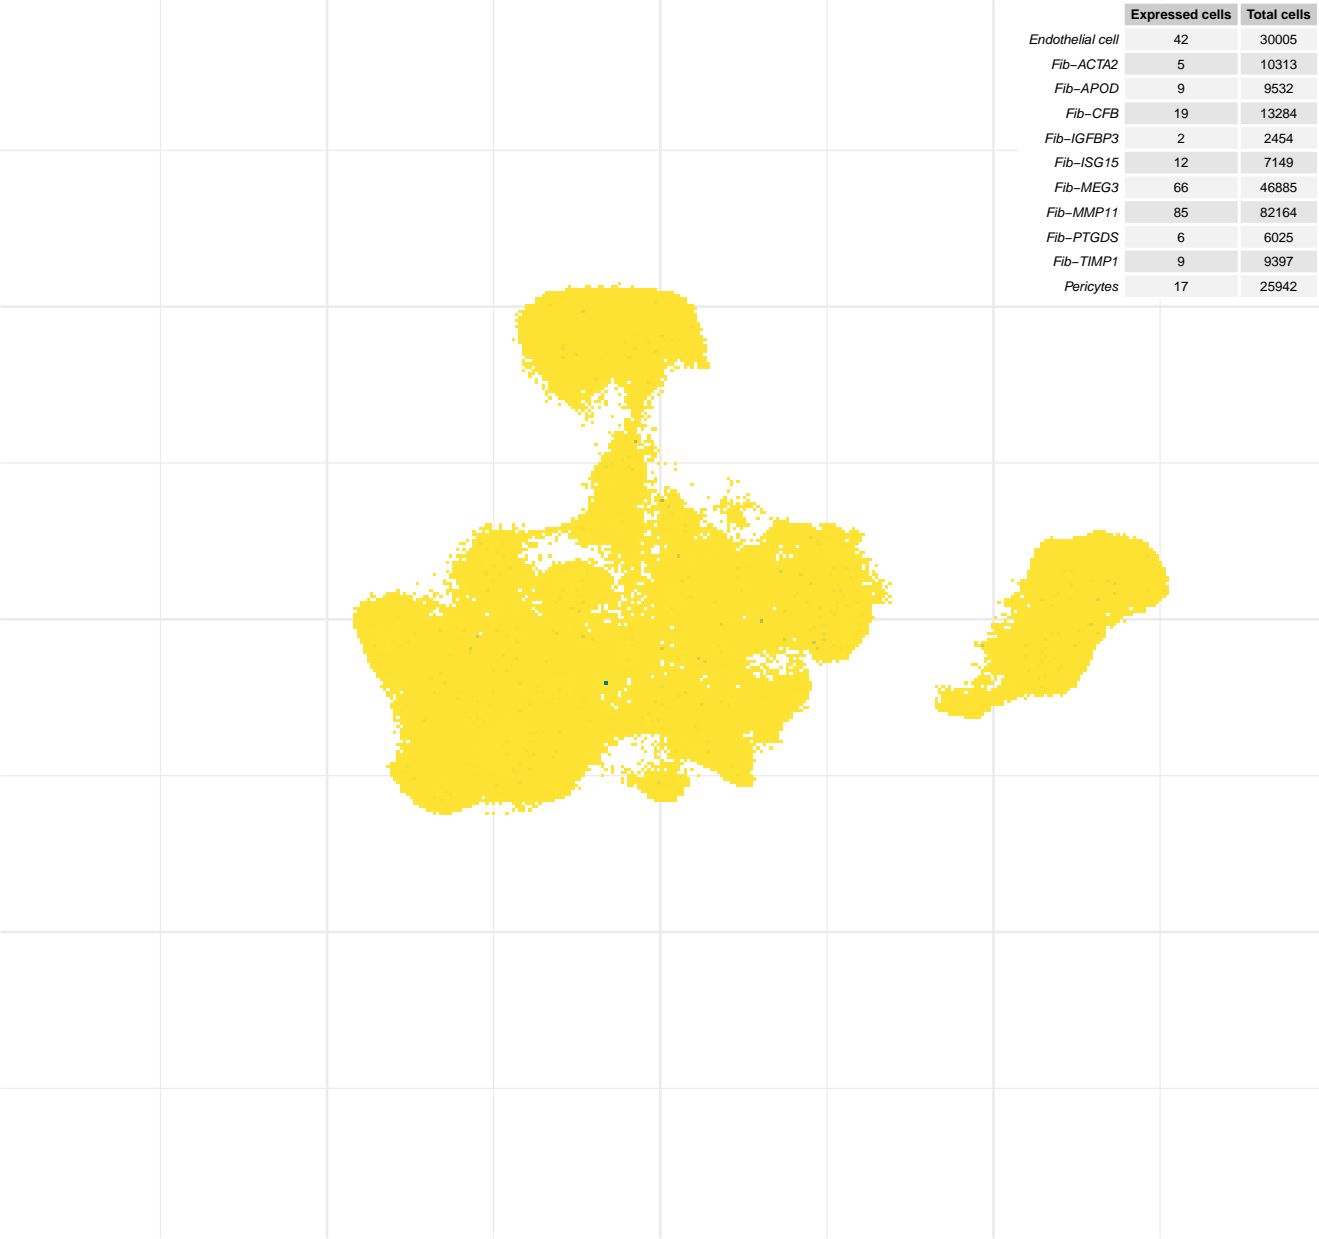 Expressed cells Total cells
Endothelial cell 42 30005
Fib−ACTA2 5 10313
Fib−APOD 9 9532
Fib−CFB 19 13284
Fib−IGFBP3 2 2454
Fib−ISG15 12 7149
Fib−MEG3 66 46885
Fib−MMP11 85 82164
Fib−PTGDS 6 6025
Fib−TIMP1 9 9397
Pericytes 17 25942